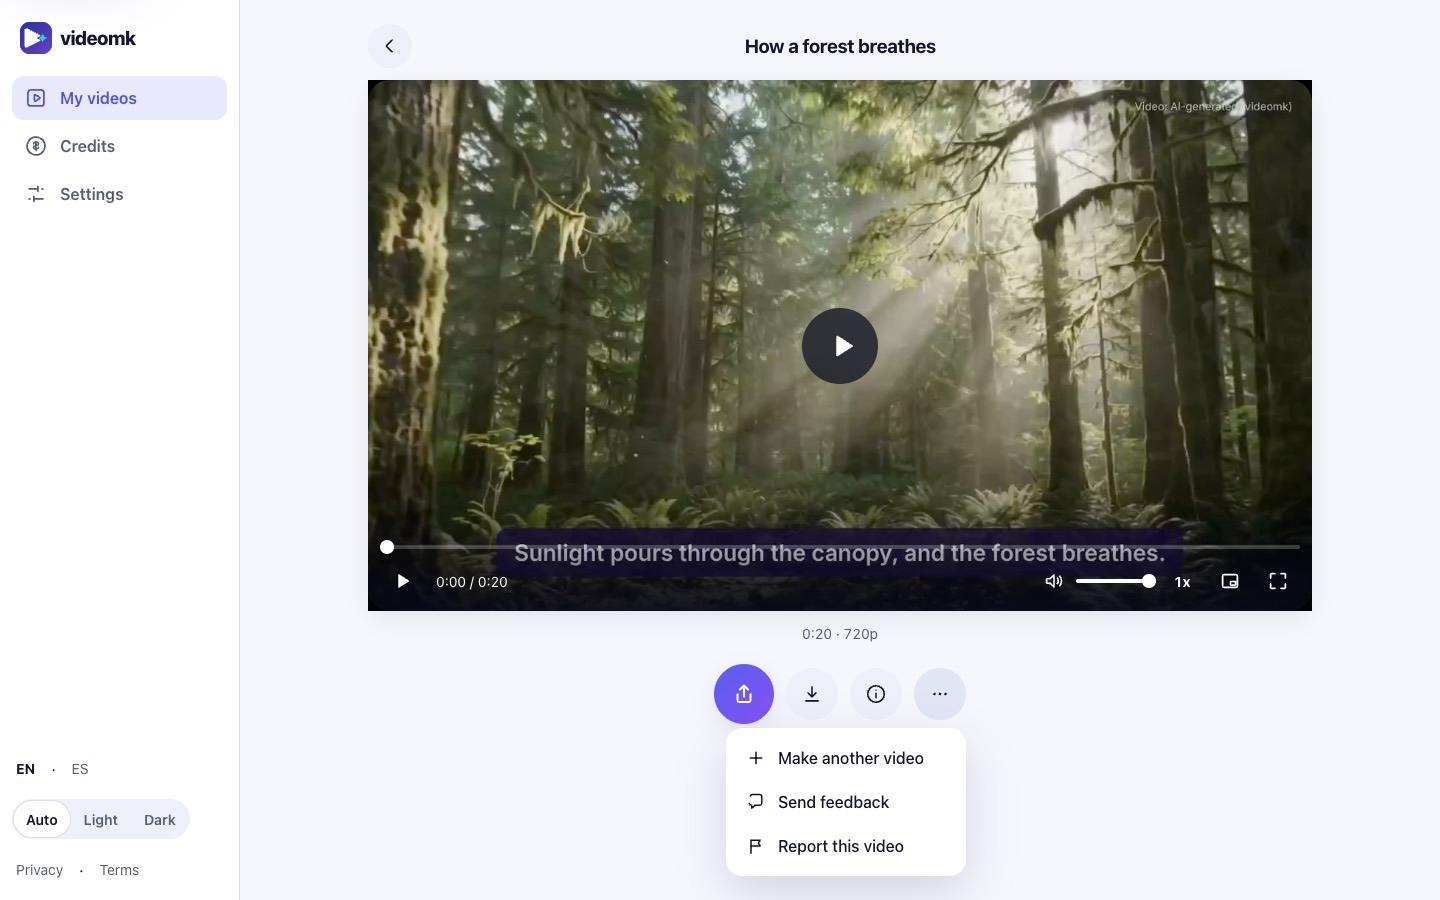 videomk
My videos
Credits
Settings
EN · ES
Auto Light Dark
Privacy · Terms
How a forest breathes
Video: AI-generated (videomk)
Sunlight pours through the canopy, and the forest breathes.
0:00 / 0:20
1x
0:20 · 720p
Make another video
Send feedback
Report this video